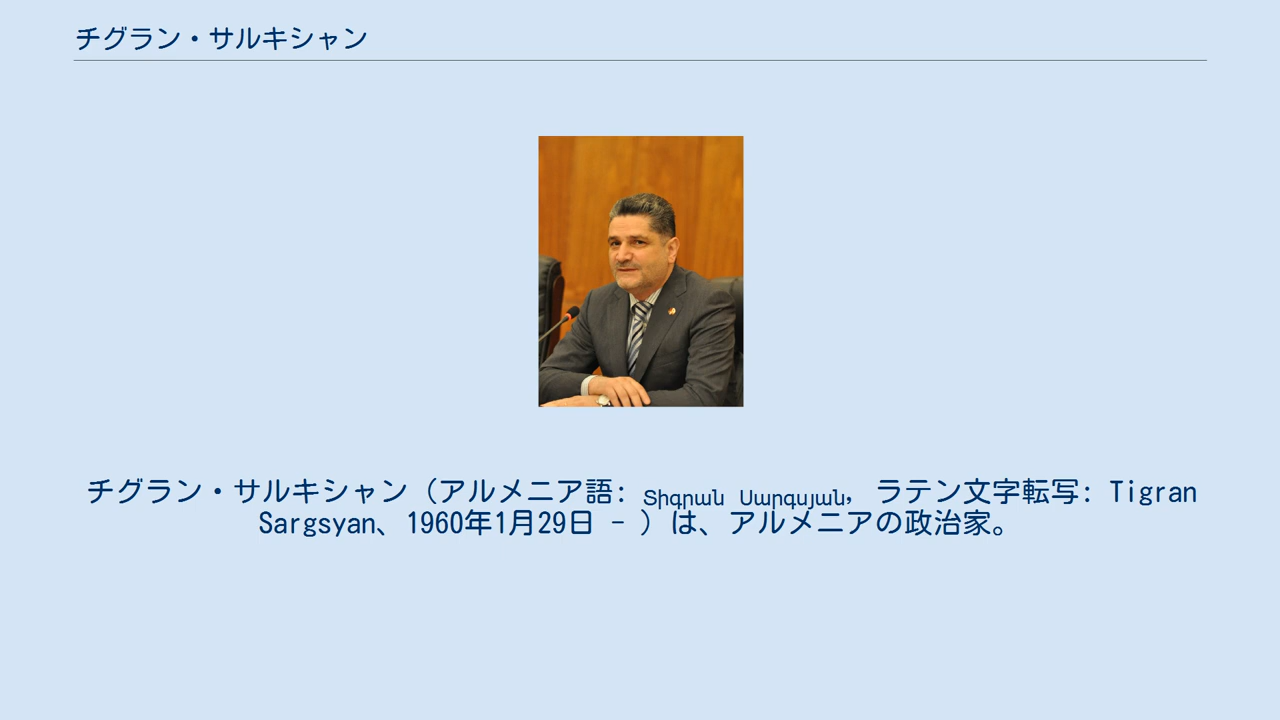 チグラン・サルキシャン
チグラン・サルキシャン（アルメニア語: Տիգրան Սարգսյան, ラテン文字転写: Tigran
Sargsyan、1960年1月29日 - ）は、アルメニアの政治家。